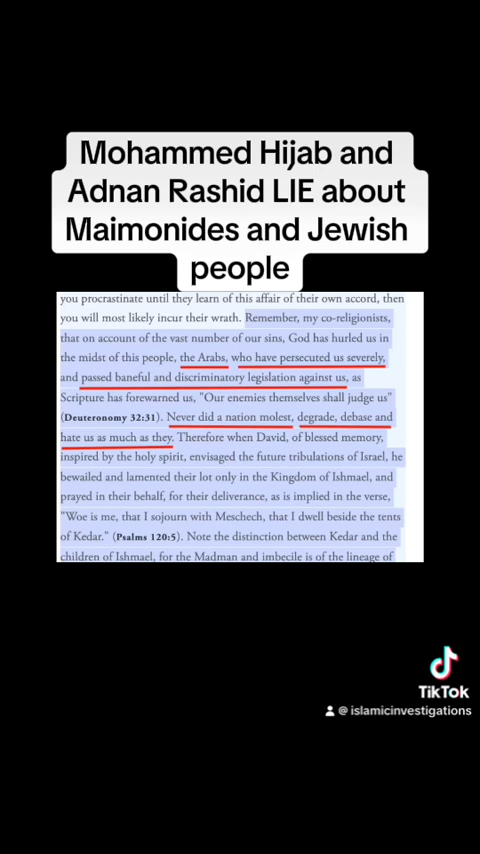 Mohammed Hijab and
Adnan Rashid LIE about
Maimonides and Jewish
people
you procrastinate until they learn of this affair of their own accord, then
you will most likely incur their wrath. Remember, my co-religionists,
that on account of the vast number of our sins, God has hurled us in
the midst of this people, the Arabs, who have persecuted us severely,
and passed baneful and discriminatory legislation against us, as
Scripture has forewarned us, "Our enemies themselves shall judge us"
(Deuteronomy 32:31). Never did a nation molest, degrade, debase and
hate us as much as they. Therefore when David, of blessed memory,
inspired by the holy spirit, envisaged the future tribulations of Israel, he
bewailed and lamented their lot only in the Kingdom of Ishmael, and
prayed in their behalf, for their deliverance, as is implied in the verse,
"Woe is me, that I sojourn with Meschech, that I dwell beside the tents
of Kedar." (Psalms 120:5). Note the distinction between Kedar and the
children of Ishmael, for the Madman and imbecile is of the lineage of
TikTok
@ islamicinvestigations